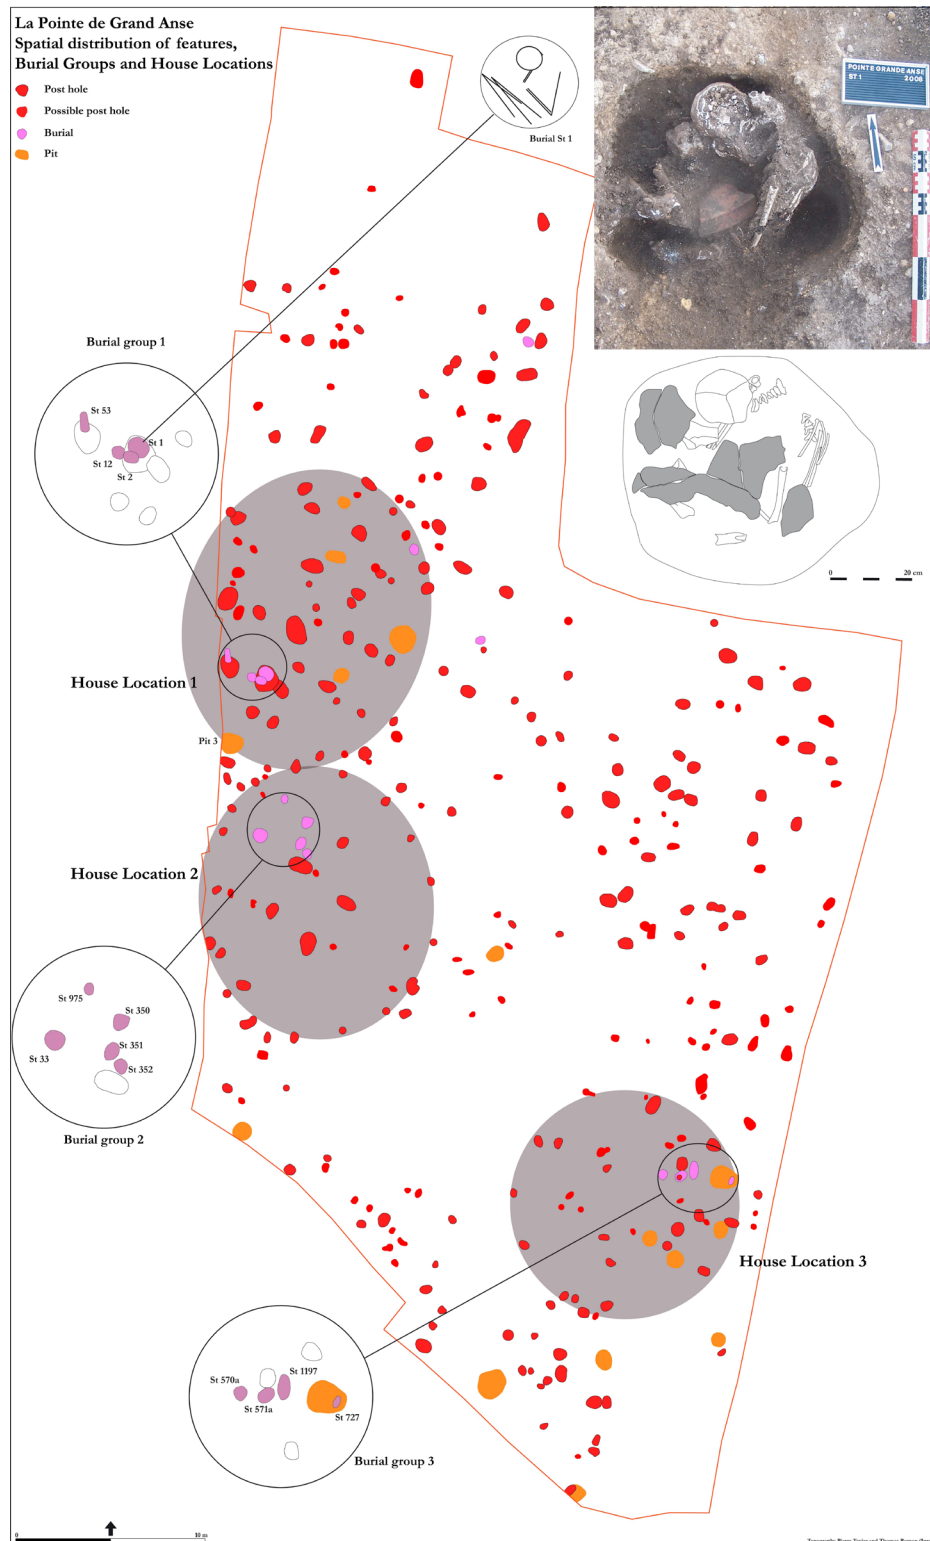 La Pointe de Grand Anse
Spatial distribution of features,
Burial Groups and House Locations
Post hole
Possible post hole
Burial
Pit
Burial St 1
POINTE GRANDE ANSE
ST 1 2008
Burial group 1
St 53
St 1
St 12
St 2
0 20 cm
House Location 1
Pit 3
House Location 2
St 975
St 350
St 33
St 351
St 352
Burial group 2
House Location 3
St 570a
St 1197
St 571a
St 727
Burial group 3
0 10 m